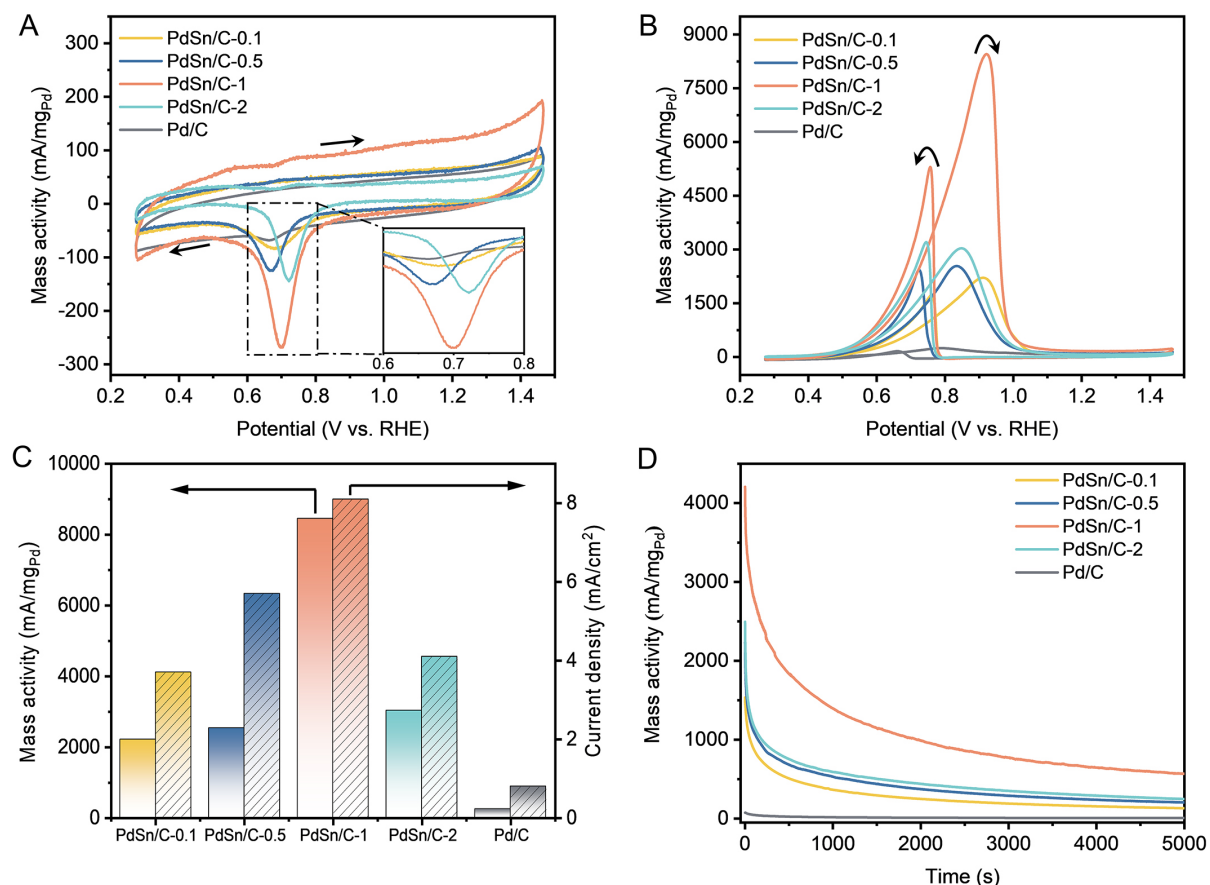 A
PdSn/C-0.1
PdSn/C-0.5
PdSn/C-1
PdSn/C-2
Pd/C
300
200
100
0
-100
-200
-300
Mass activity (mA/mgPd)
0.6
0.7
0.8
0.2
0.4
0.6
0.8
1.0
1.2
1.4
Potential (V vs. RHE)
B
PdSn/C-0.1
PdSn/C-0.5
PdSn/C-1
PdSn/C-2
Pd/C
9000
7500
6000
4500
3000
1500
0
Mass activity (mA/mgPd)
0.2
0.4
0.6
0.8
1.0
1.2
1.4
Potential (V vs. RHE)
C
10000
8000
6000
4000
2000
0
Mass activity (mA/mgPd)
8
6
4
2
0
Current density (mA/cm2)
PdSn/C-0.1
PdSn/C-0.5
PdSn/C-1
PdSn/C-2
Pd/C
D
PdSn/C-0.1
PdSn/C-0.5
PdSn/C-1
PdSn/C-2
Pd/C
4000
3000
2000
1000
0
Mass activity (mA/mgPd)
0
1000
2000
3000
4000
5000
Time (s)